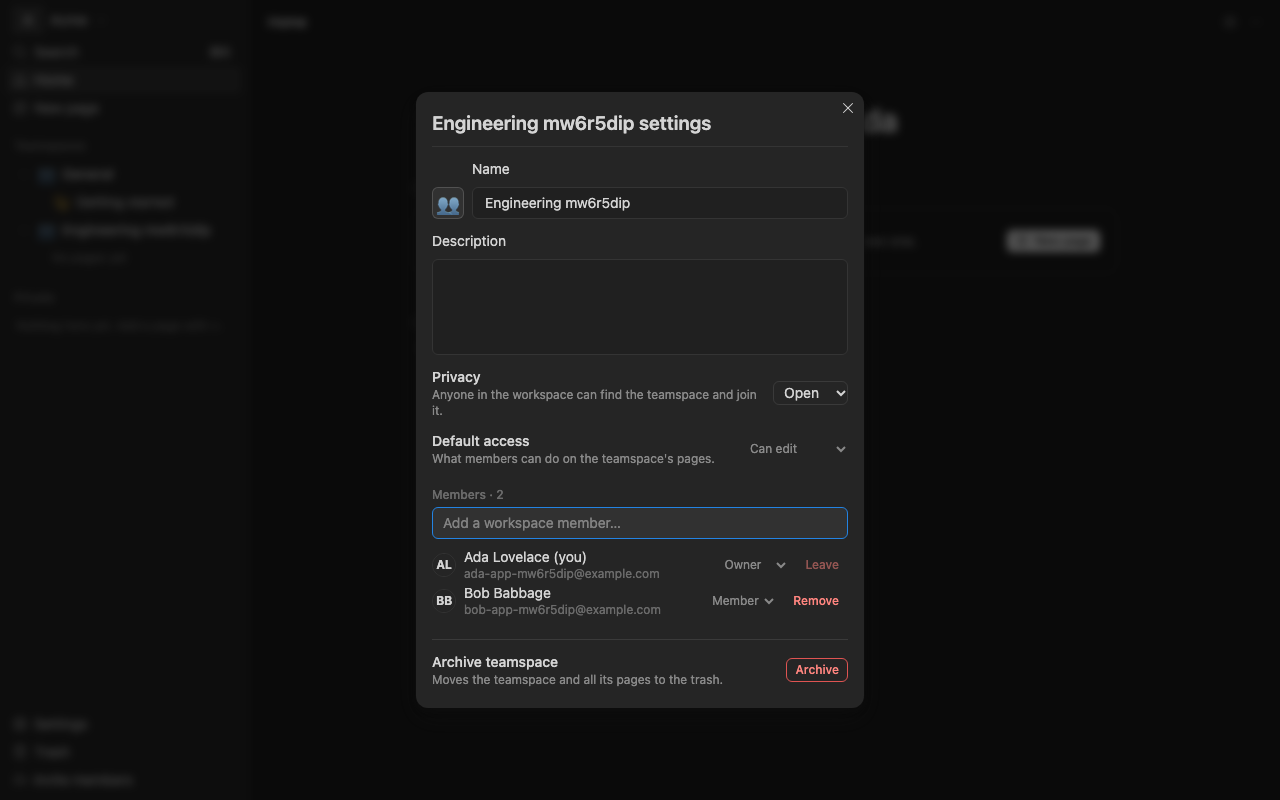 Engineering mw6r5dip settings
Name
Engineering mw6r5dip
Description
Privacy
Anyone in the workspace can find the teamspace and join
it.
Open
Default access
What members can do on the teamspace's pages.
Can edit
Members · 2
Add a workspace member...
AL
Ada Lovelace (you)
ada-app-mw6r5dip@example.com
Owner
Leave
BB
Bob Babbage
bob-app-mw6r5dip@example.com
Member
Remove
Archive teamspace
Moves the teamspace and all its pages to the trash.
Archive